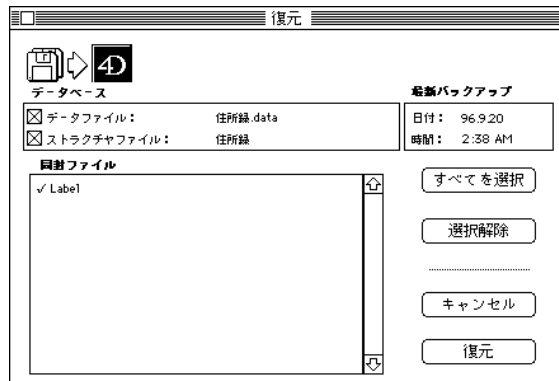 復元
4D
データベース
最新バックアップ
データファイル： 住所録.data
日付： 96.9.20
ストラクチャファイル： 住所録
時間： 2:38 AM
同封ファイル
✓ Label
すべてを選択
選択解除
キャンセル
復元